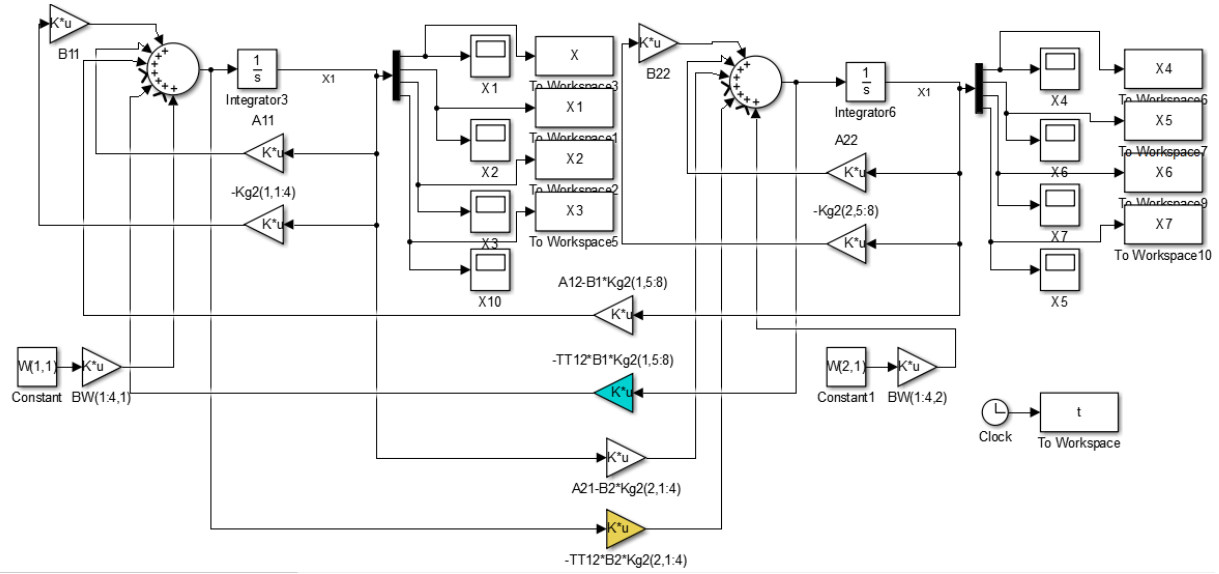 K*u
B11
1
s
Integrator3
X1
X1
X
To Workspace3
X1
To Workspace1
X2
X2
To Workspace2
X3
X3
To Workspace5
X10
A11
K*u
-Kg2(1,1:4)
K*u
K*u
B22
1
s
Integrator6
X1
X4
X4
To Workspace6
X5
To Workspace7
X6
X6
To Workspace9
X7
X7
To Workspace10
X5
A22
K*u
-Kg2(2,5:8)
K*u
A12-B1*Kg2(1,5:8)
K*u
W(1,1)
Constant
K*u
BW(1:4,1)
-TT12*B1*Kg2(1,5:8)
K*u
W(2,1)
Constant1
K*u
BW(1:4,2)
Clock
t
To Workspace
K*u
A21-B2*Kg2(2,1:4)
K*u
-TT12*B2*Kg2(2,1:4)